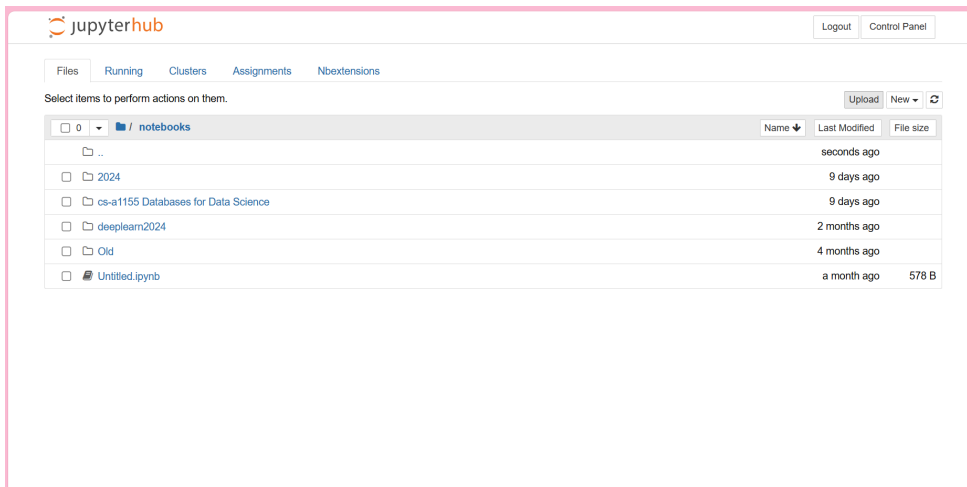 jupyterhub
Logout Control Panel
Files Running Clusters Assignments Nbextensions
Select items to perform actions on them.
Upload New
0 / notebooks Name Last Modified File size
.. seconds ago
2024 9 days ago
cs-a1155 Databases for Data Science 9 days ago
deeplearn2024 2 months ago
Old 4 months ago
Untitled.ipynb a month ago 578 B